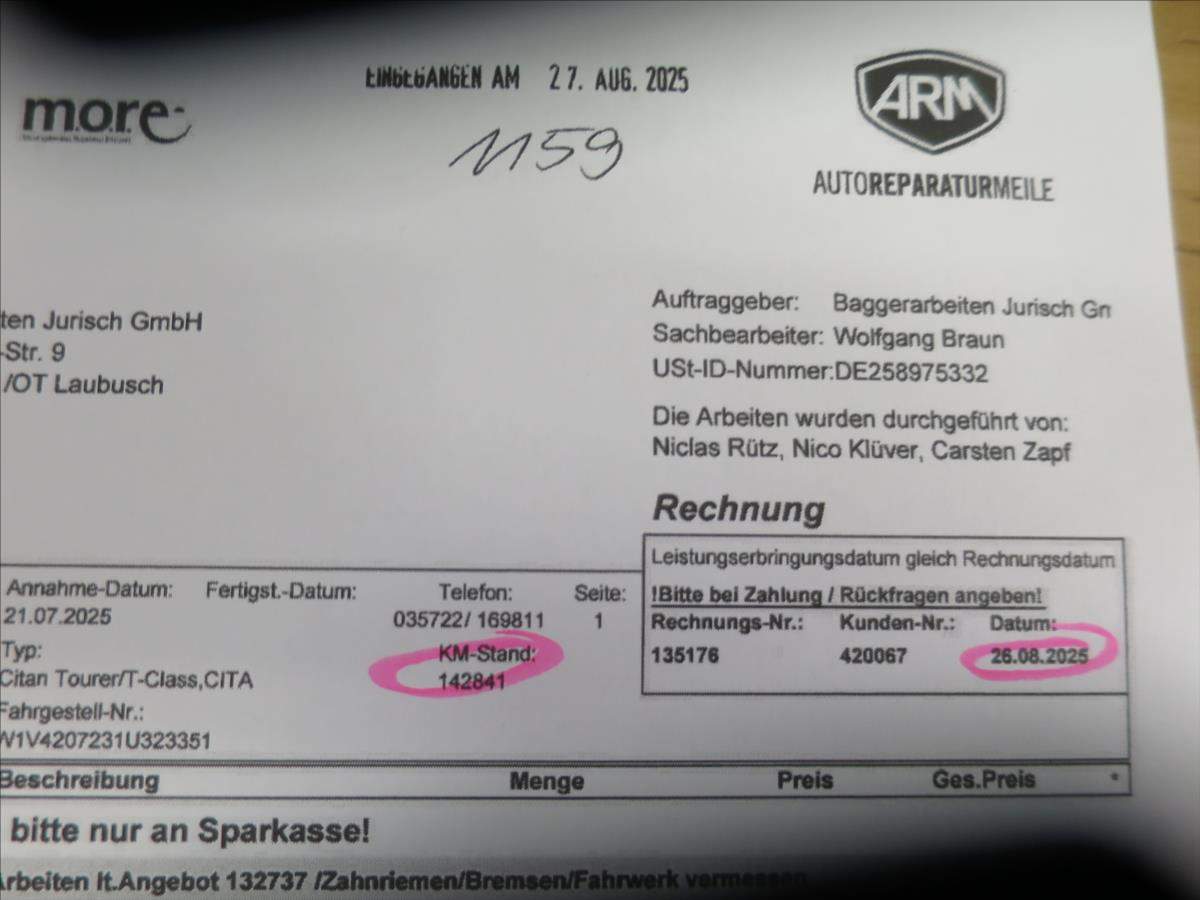 EINGEGANGEN AM 27. AUG. 2025
m.o.r.e
ARM
1159
AUTOREPARATURMEILE
ten Jurisch GmbH
-Str. 9
/OT Laubusch
Auftraggeber: Baggerarbeiten Jurisch Gm
Sachbearbeiter: Wolfgang Braun
USt-ID-Nummer:DE258975332
Die Arbeiten wurden durchgeführt von:
Niclas Rütz, Nico Klüver, Carsten Zapf
Rechnung
Leistungserbringungsdatum gleich Rechnungsdatum
!Bitte bei Zahlung / Rückfragen angeben!
Rechnungs-Nr.: Kunden-Nr.: Datum:
135176 420067 26.08.2025
Annahme-Datum: Fertigst.-Datum: Telefon: Seite:
21.07.2025 035722/ 169811 1
Typ: KM-Stand:
Citan Tourer/T-Class,CITA 142841
Fahrgestell-Nr.:
W1V4207231U323351
Beschreibung Menge Preis Ges.Preis *
bitte nur an Sparkasse!
Arbeiten lt.Angebot 132737 /Zahnriemen/Bremsen/Fahrwerk vermessen